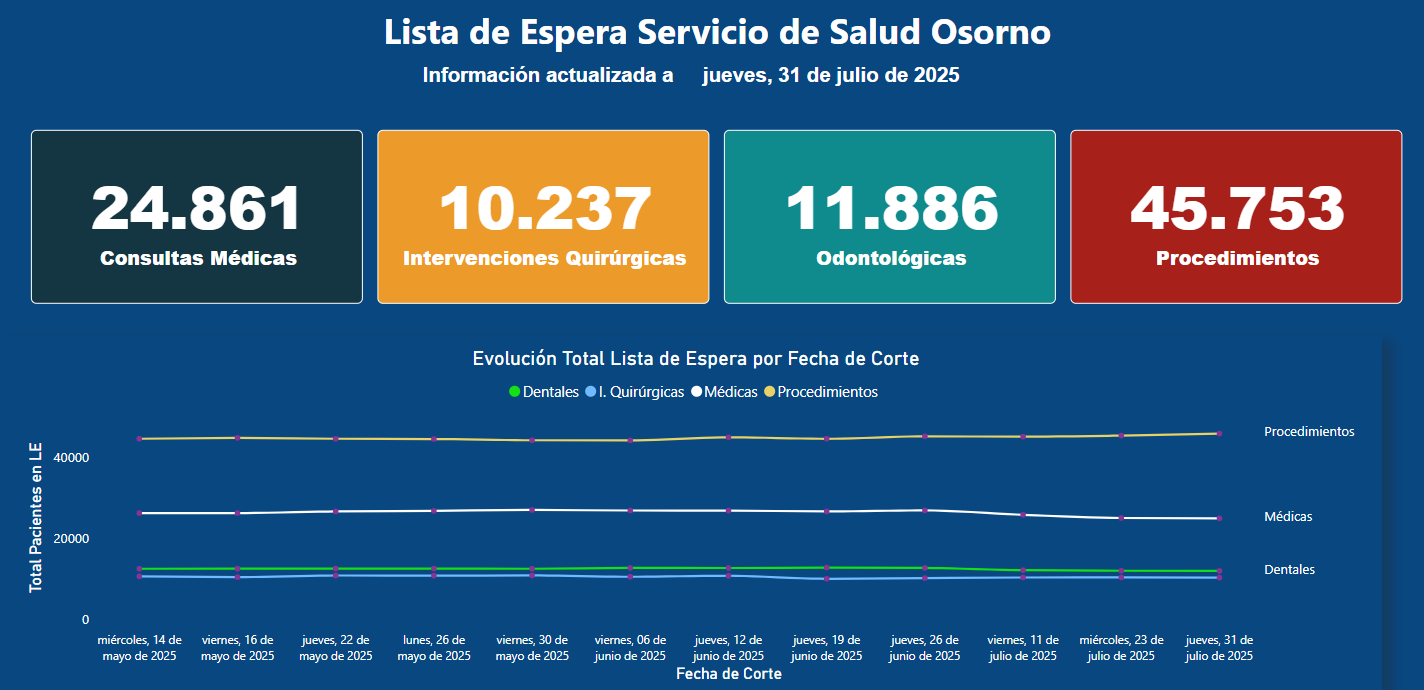 Lista de Espera Servicio de Salud Osorno
Información actualizada a jueves, 31 de julio de 2025
24.861
Consultas Médicas
10.237
Intervenciones Quirúrgicas
11.886
Odontológicas
45.753
Procedimientos
Evolución Total Lista de Espera por Fecha de Corte
Dentales I. Quirúrgicas Médicas Procedimientos
Total Pacientes en LE
40000
20000
0
Procedimientos
Médicas
Dentales
miércoles, 14 de
mayo de 2025
viernes, 16 de
mayo de 2025
jueves, 22 de
mayo de 2025
lunes, 26 de
mayo de 2025
viernes, 30 de
mayo de 2025
viernes, 06 de
junio de 2025
jueves, 12 de
junio de 2025
jueves, 19 de
junio de 2025
jueves, 26 de
junio de 2025
viernes, 11 de
julio de 2025
miércoles, 23 de
julio de 2025
jueves, 31 de
julio de 2025
Fecha de Corte